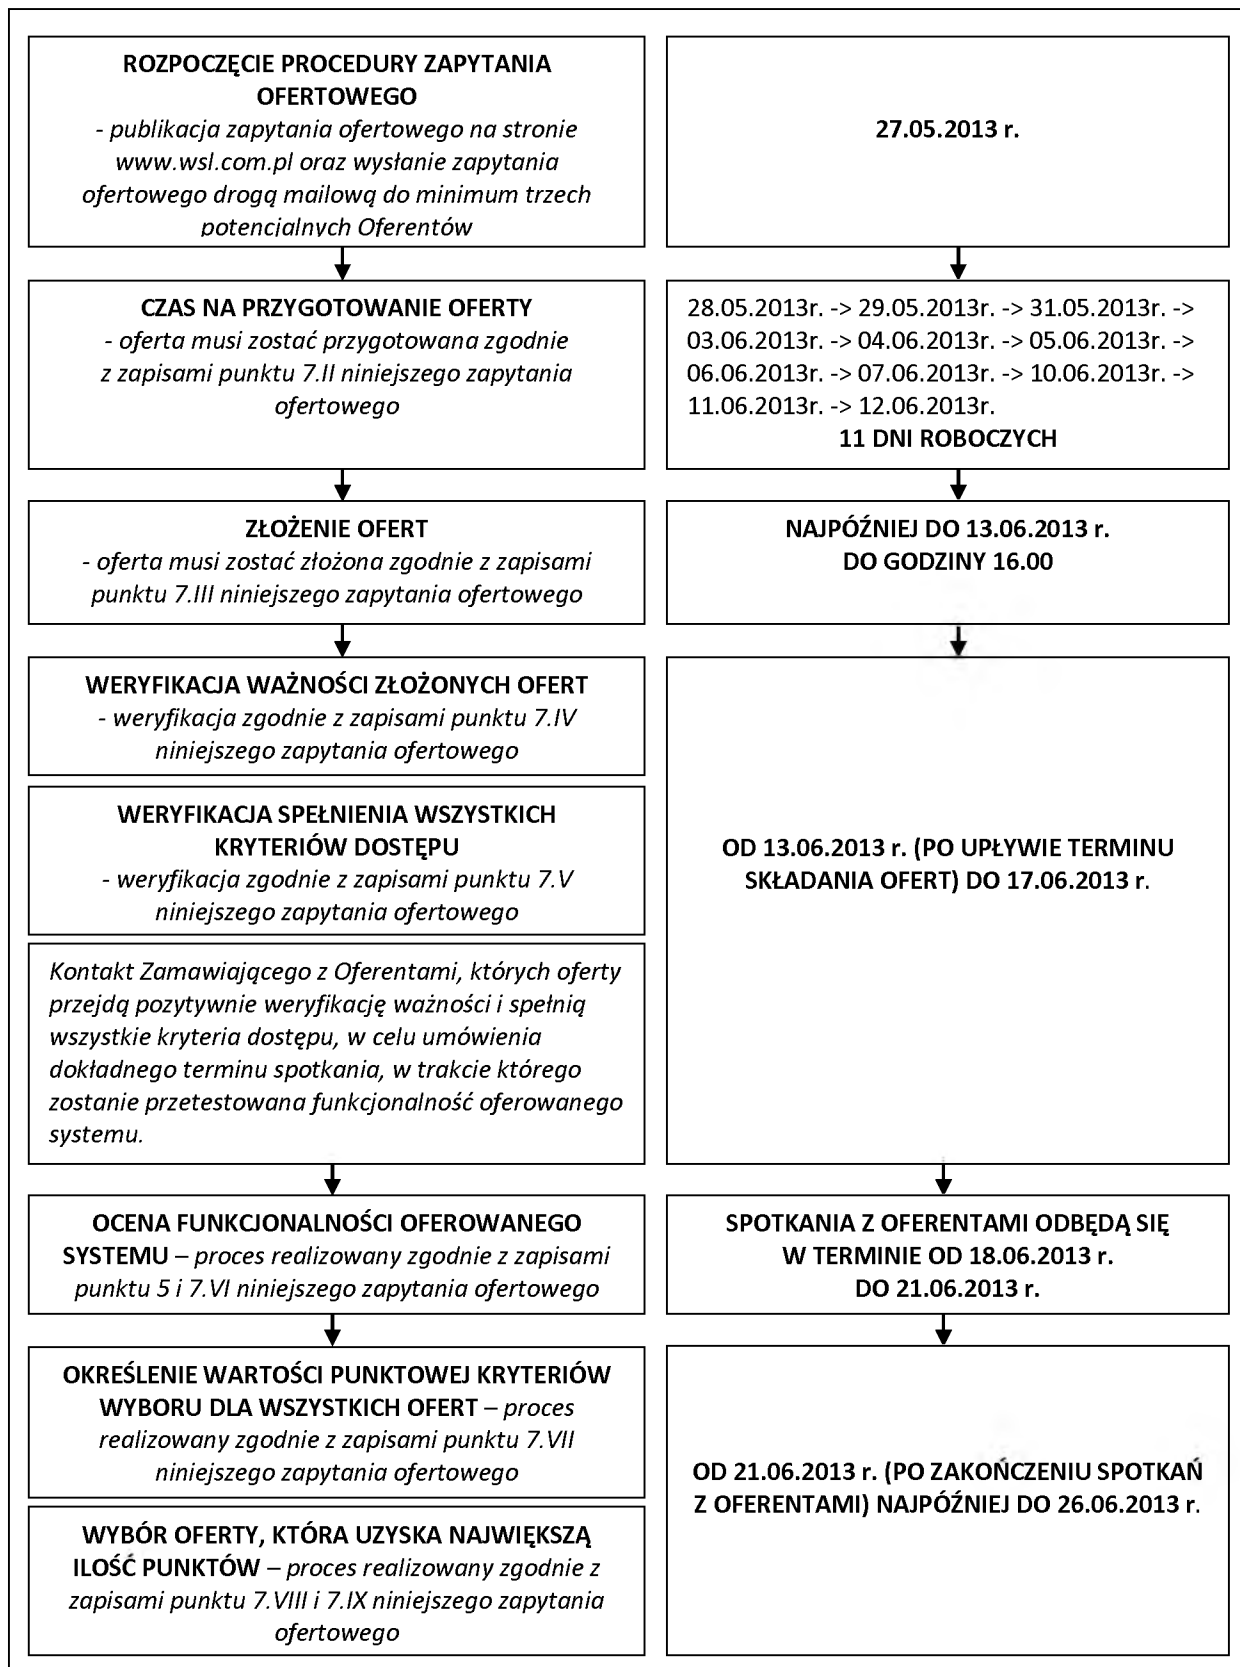 ROZPOCZĘCIE PROCEDURY ZAPYTANIA
OFERTOWEGO
- publikacja zapytania ofertowego na stronie
www.wsl.com.pl oraz wysłanie zapytania
ofertowego drogą mailową do minimum trzech
potencjalnych Oferentów
27.05.2013 r.
CZAS NA PRZYGOTOWANIE OFERTY
- oferta musi zostać przygotowana zgodnie
z zapisami punktu 7.II niniejszego zapytania
ofertowego
28.05.2013r. -> 29.05.2013r. -> 31.05.2013r. ->
03.06.2013r. -> 04.06.2013r. -> 05.06.2013r. ->
06.06.2013r. -> 07.06.2013r. -> 10.06.2013r. ->
11.06.2013r. -> 12.06.2013r.
11 DNI ROBOCZYCH
ZŁOŻENIE OFERT
- oferta musi zostać złożona zgodnie z zapisami
punktu 7.III niniejszego zapytania ofertowego
NAJPÓŹNIEJ DO 13.06.2013 r.
DO GODZINY 16.00
WERYFIKACJA WAŻNOŚCI ZŁOŻONYCH OFERT
- weryfikacja zgodnie z zapisami punktu 7.IV
niniejszego zapytania ofertowego
WERYFIKACJA SPEŁNIENIA WSZYSTKICH
KRYTERIÓW DOSTĘPU
- weryfikacja zgodnie z zapisami punktu 7.V
niniejszego zapytania ofertowego
Kontakt Zamawiającego z Oferentami, których oferty
przejdą pozytywnie weryfikację ważności i spełnią
wszystkie kryteria dostępu, w celu umówienia
dokładnego terminu spotkania, w trakcie którego
zostanie przetestowana funkcjonalność oferowanego
systemu.
OD 13.06.2013 r. (PO UPŁYWIE TERMINU
SKŁADANIA OFERT) DO 17.06.2013 r.
OCENA FUNKCJONALNOŚCI OFEROWANEGO
SYSTEMU – proces realizowany zgodnie z zapisami
punktu 5 i 7.VI niniejszego zapytania ofertowego
SPOTKANIA Z OFERENTAMI ODBĘDĄ SIĘ
W TERMINIE OD 18.06.2013 r.
DO 21.06.2013 r.
OKREŚLENIE WARTOŚCI PUNKTOWEJ KRYTERIÓW
WYBORU DLA WSZYSTKICH OFERT – proces
realizowany zgodnie z zapisami punktu 7.VII
niniejszego zapytania ofertowego
WYBÓR OFERTY, KTÓRA UZYSKA NAJWIĘKSZĄ
ILOŚĆ PUNKTÓW – proces realizowany zgodnie z
zapisami punktu 7.VIII i 7.IX niniejszego zapytania
ofertowego
OD 21.06.2013 r. (PO ZAKOŃCZENIU SPOTKAŃ
Z OFERENTAMI) NAJPÓŹNIEJ DO 26.06.2013 r.